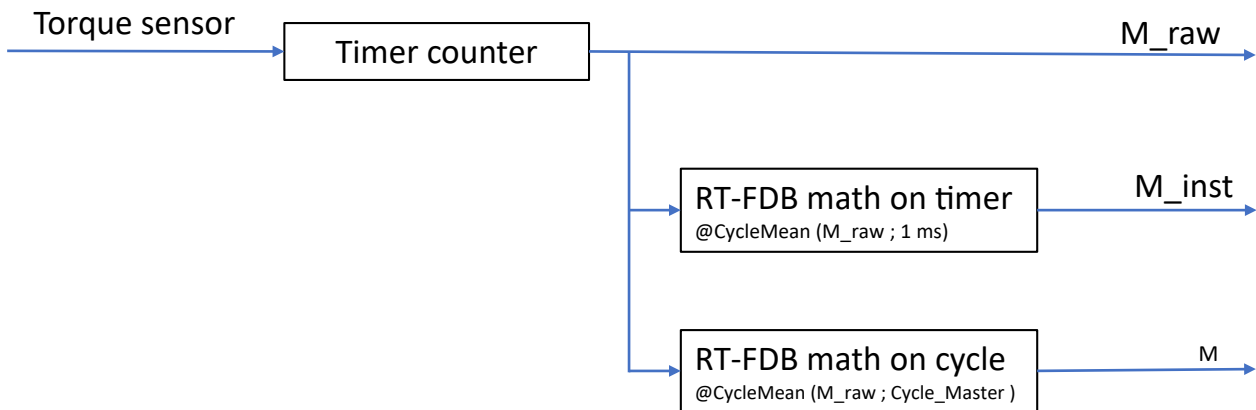 Torque sensor
Timer counter
M_raw
RT-FDB math on timer
@CycleMean (M_raw ; 1 ms)
M_inst
RT-FDB math on cycle
@CycleMean (M_raw ; Cycle_Master )
M